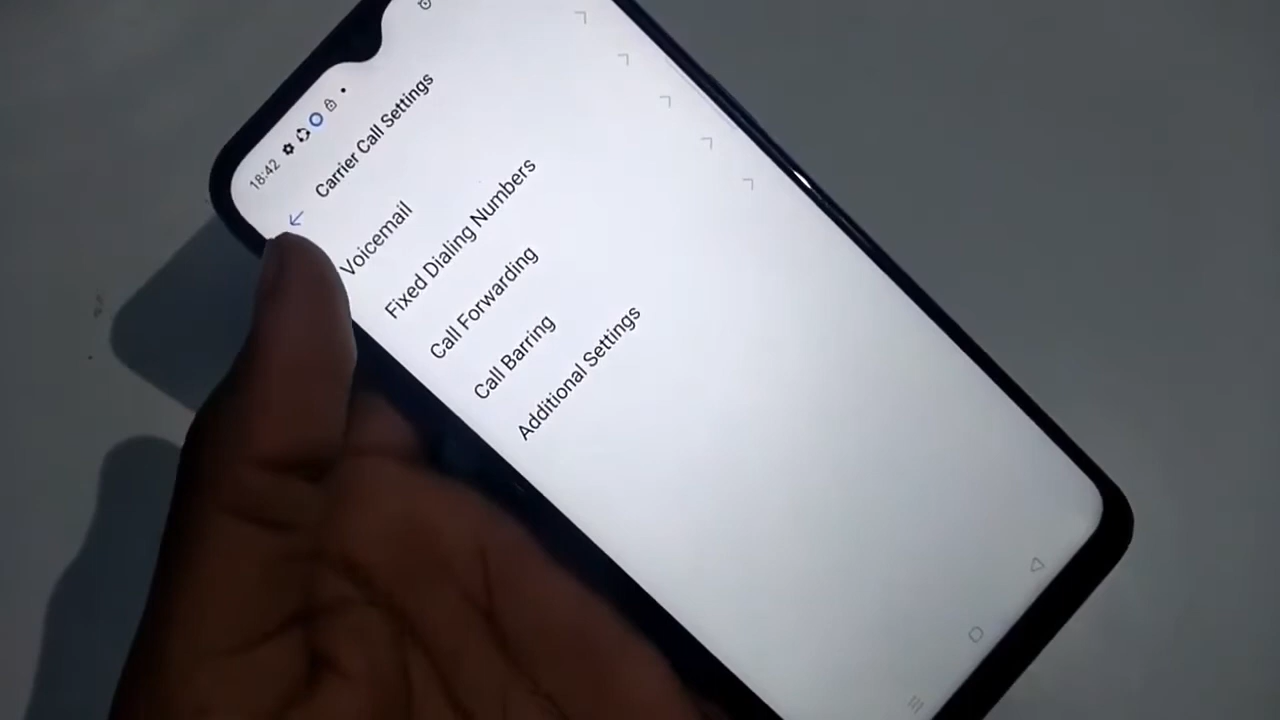 18:42
Carrier Call Settings
Voicemail
Fixed Dialing Numbers
Call Forwarding
Call Barring
Additional Settings